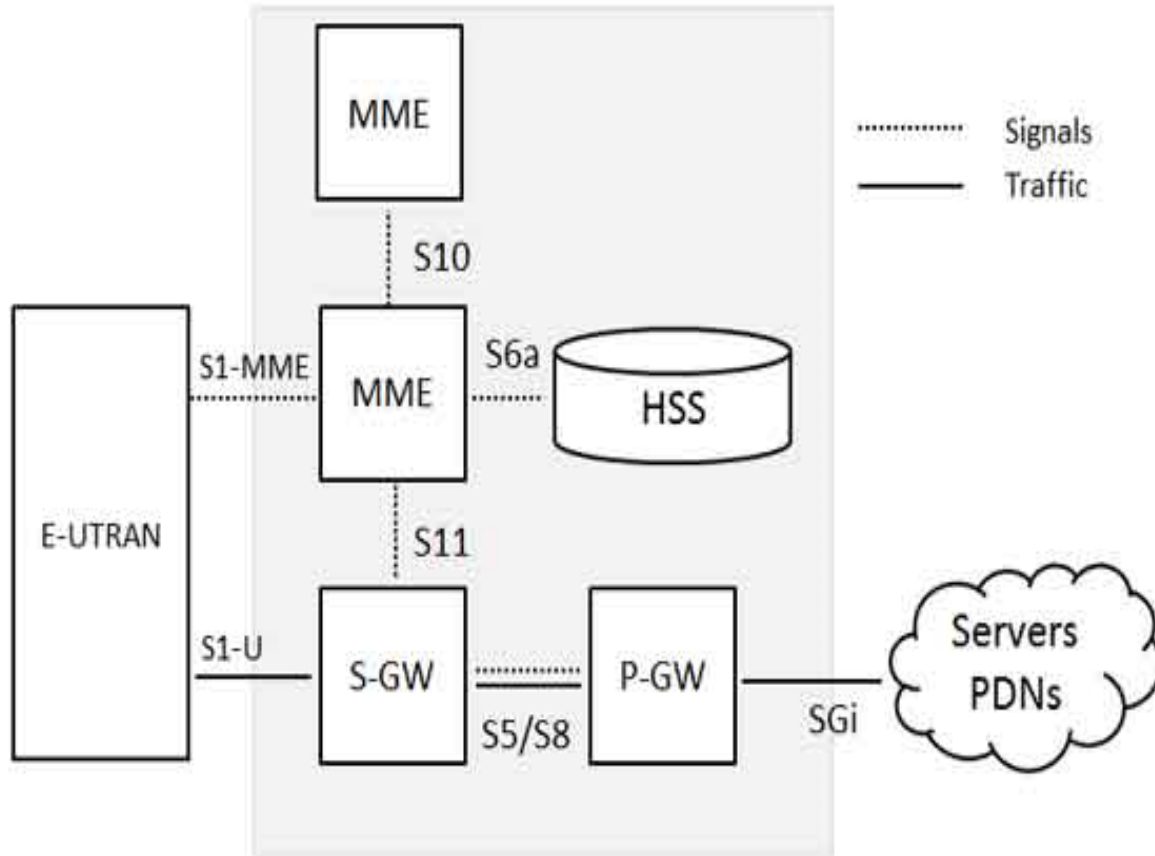 MME
Signals
Traffic
S10
S1-MME
MME
S6a
HSS
E-UTRAN
S11
S1-U
S-GW
S5/S8
P-GW
SGi
Servers
PDNs